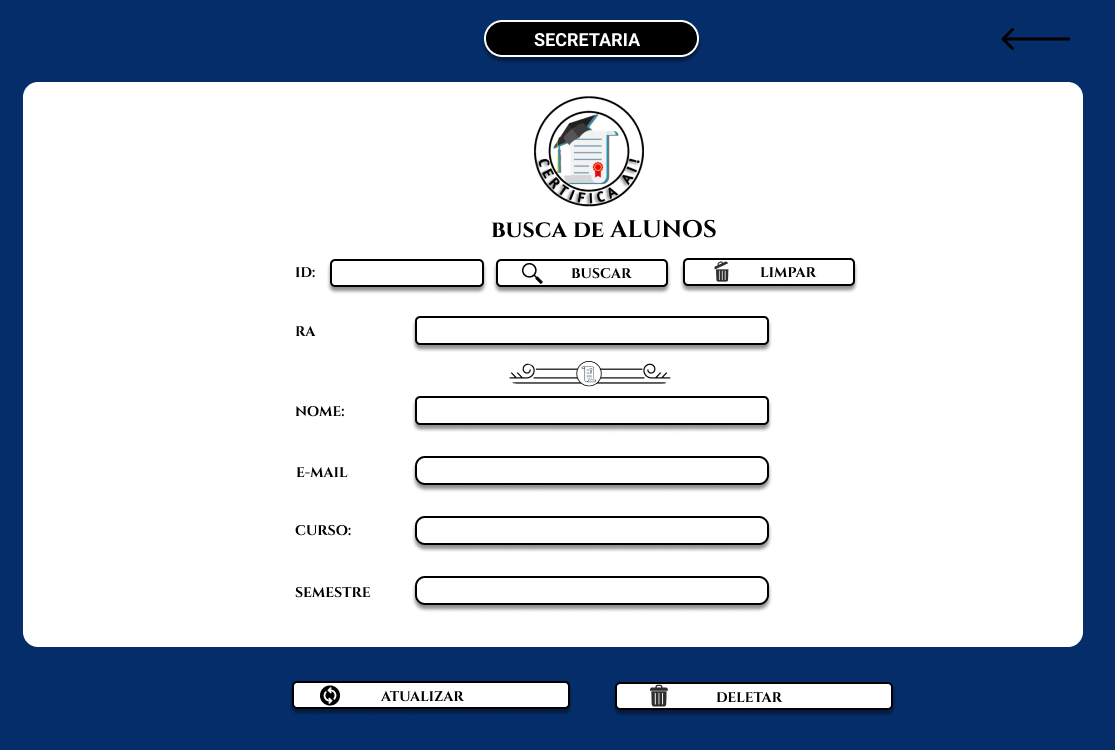 SECRETARIA
CERTIFICA AI!
BUSCA DE ALUNOS
ID:
BUSCAR
LIMPAR
RA
NOME:
E-MAIL
CURSO:
SEMESTRE
ATUALIZAR
DELETAR